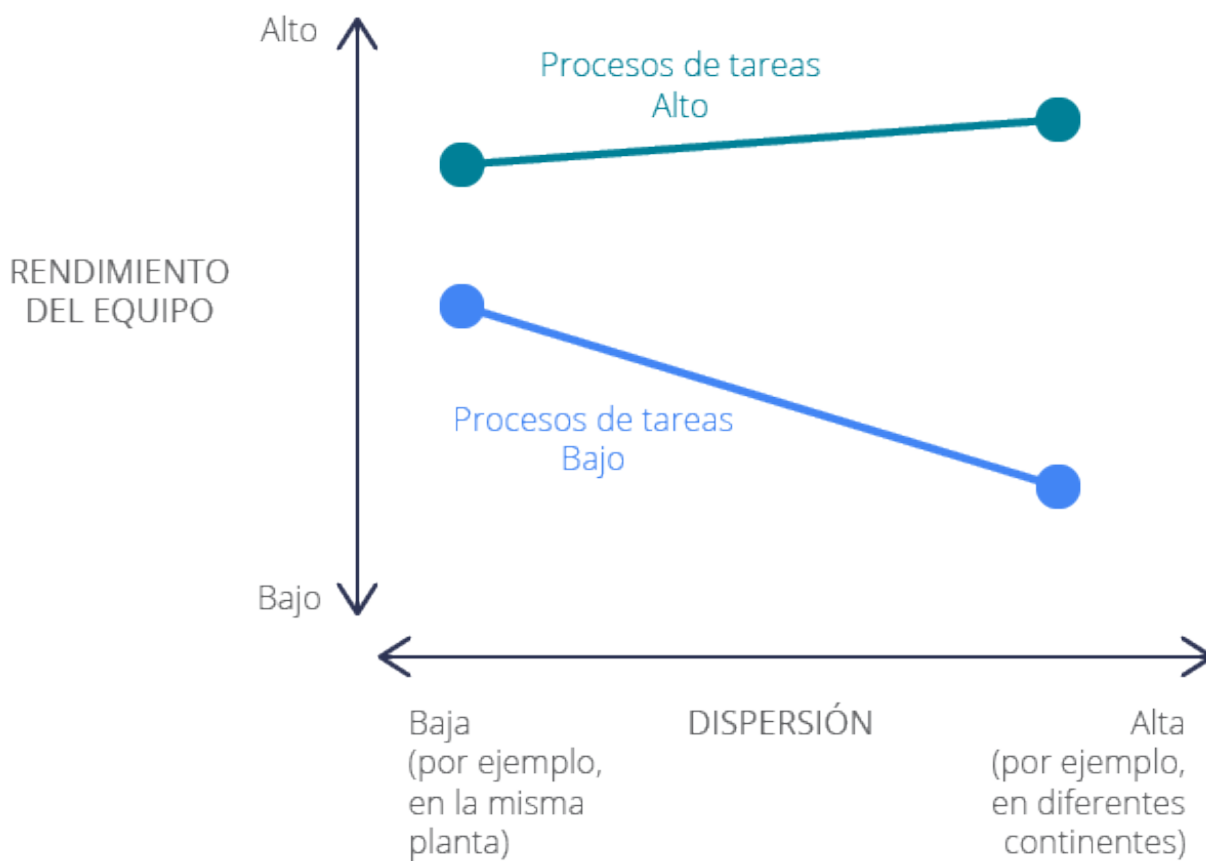 Alto
Procesos de tareas
Alto
RENDIMIENTO
DEL EQUIPO
Procesos de tareas
Bajo
Bajo
Baja
(por ejemplo,
en la misma
planta)
DISPERSIÓN
Alta
(por ejemplo,
en diferentes
continentes)